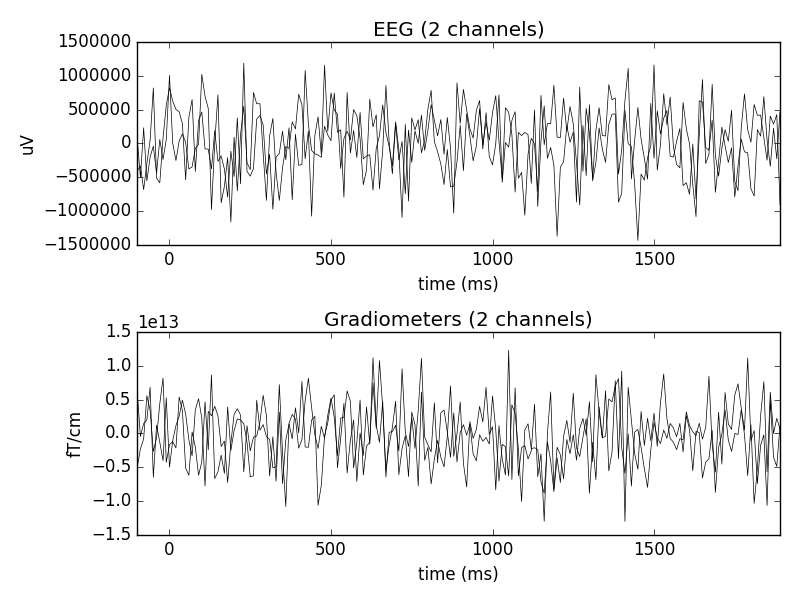 EEG (2 channels)
1500000
1000000
500000
0
−500000
−1000000
−1500000
uV
0 500 1000 1500
time (ms)
Gradiometers (2 channels)
1e13
1.5
1.0
0.5
0.0
−0.5
−1.0
−1.5
fT/cm
0 500 1000 1500
time (ms)